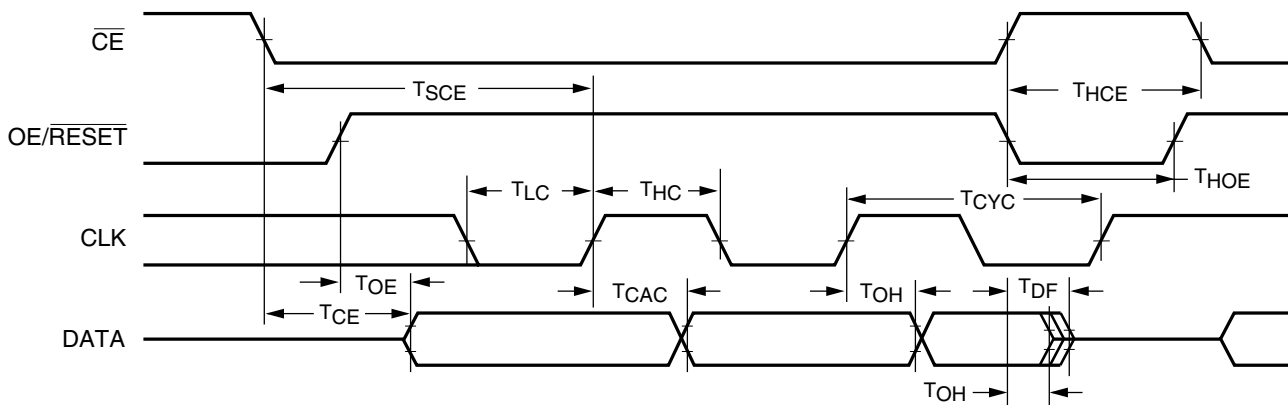 CE
TSCE
THCE
OE/RESET
TLC
THC
TCYC
THOE
CLK
TOE
TCE
TCAC
TOH
TDF
DATA
TOH